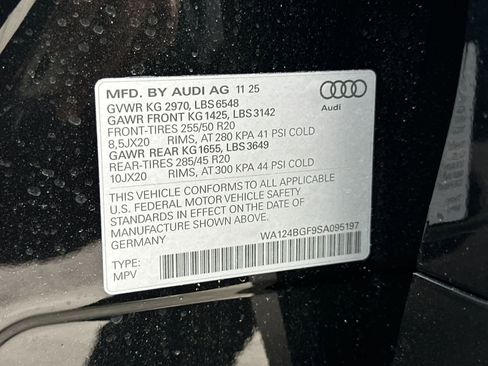 MFD. BY AUDI AG 11 25
GVWR KG 2970, LBS 6548
GAWR FRONT KG 1425, LBS 3142
FRONT-TIRES 255/50 R20
8,5JX20 RIMS, AT 280 KPA 41 PSI COLD
GAWR REAR KG 1655, LBS 3649
REAR-TIRES 285/45 R20
10JX20 RIMS, AT 300 KPA 44 PSI COLD
THIS VEHICLE CONFORMS TO ALL APPLICABLE
U.S. FEDERAL MOTOR VEHICLE SAFETY
STANDARDS IN EFFECT ON THE DATE OF
MANUFACTURE SHOWN ABOVE.
GERMANY
WA124BGF9SA095197
TYPE:
MPV
Audi